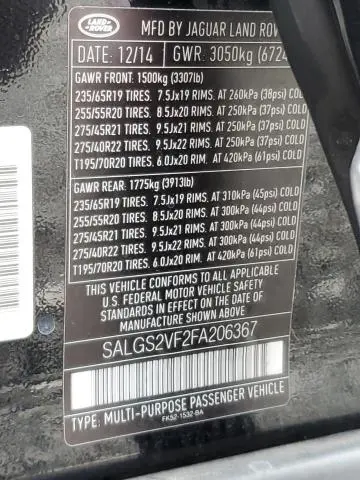 LAND-
ROVER
MFD BY JAGUAR LAND ROV
DATE: 12/14 GWR: 3050kg (6724
GAWR FRONT: 1500kg (3307lb)
235/65R19 TIRES. 7.5Jx19 RIMS. AT 260kPa (38psi) COLD
255/55R20 TIRES. 8.5Jx20 RIMS. AT 250kPa (37psi) COLD
275/45R21 TIRES. 9.5Jx21 RIMS. AT 250kPa (37psi) COLD
275/40R22 TIRES. 9.5Jx22 RIMS. AT 250kPa (37psi) COLD
T195/70R20 TIRES. 6.0Jx20 RIM. AT 420kPa (61psi) COLD
GAWR REAR: 1775kg (3913lb)
235/65R19 TIRES. 7.5Jx19 RIMS. AT 310kPa (45psi) COLD
255/55R20 TIRES. 8.5Jx20 RIMS. AT 300kPa (44psi) COLD
275/45R21 TIRES. 9.5Jx21 RIMS. AT 300kPa (44psi) COLD
275/40R22 TIRES. 9.5Jx22 RIMS. AT 300kPa (44psi) COLD
T195/70R20 TIRES. 6.0Jx20 RIM. AT 420kPa (61psi) COLD
THIS VEHICLE CONFORMS TO ALL APPLICABLE
FEDERAL MOTOR VEHICLE SAFETY AND THEFT
PREVENTION STANDARDS IN EFFECT ON THE
DATE OF MANUFACTURE SHOWN ABOVE
SALGS2VF2FA206367
TYPE: MULTI-PURPOSE PASSENGER VEHICLE
FK52-1532-BA